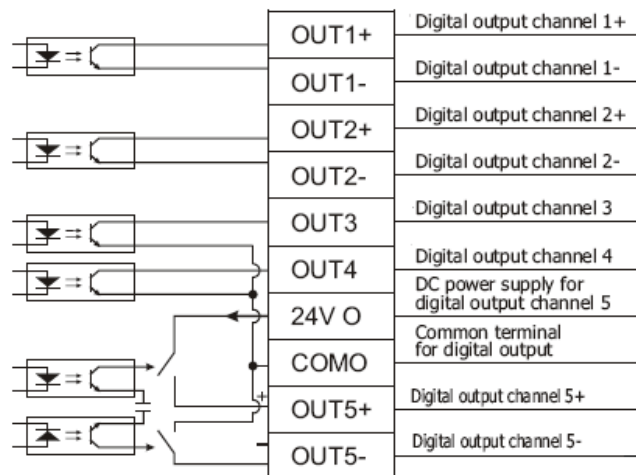 OUT1+ Digital output channel 1+
OUT1- Digital output channel 1-
OUT2+ Digital output channel 2+
OUT2- Digital output channel 2-
OUT3 Digital output channel 3
OUT4 Digital output channel 4
24V O DC power supply for
digital output channel 5
COMO Common terminal
for digital output
+
OUT5+ Digital output channel 5+
-
OUT5- Digital output channel 5-